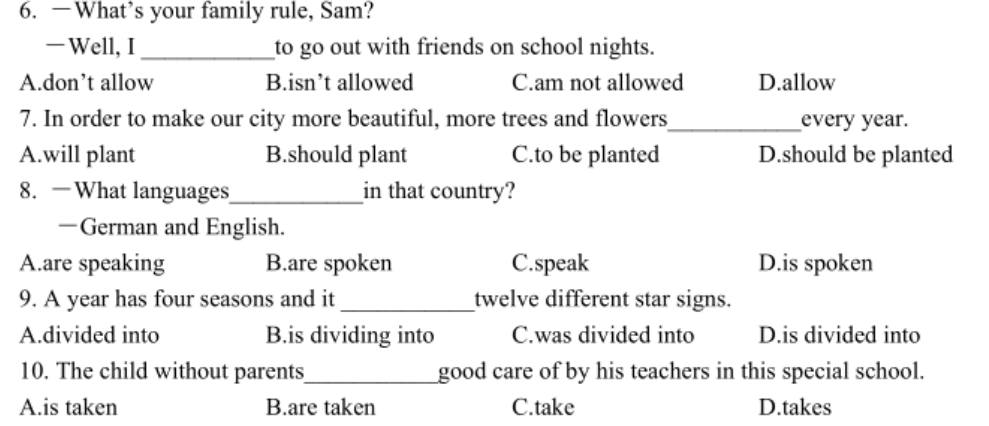 6. －What's your family rule, Sam?
－Well, I ___________to go out with friends on school nights.
A.don't allow B.isn't allowed C.am not allowed D.allow
7. In order to make our city more beautiful, more trees and flowers___________every year.
A.will plant B.should plant C.to be planted D.should be planted
8. －What languages___________in that country?
－German and English.
A.are speaking B.are spoken C.speak D.is spoken
9. A year has four seasons and it ___________twelve different star signs.
A.divided into B.is dividing into C.was divided into D.is divided into
10. The child without parents___________good care of by his teachers in this special school.
A.is taken B.are taken C.take D.takes